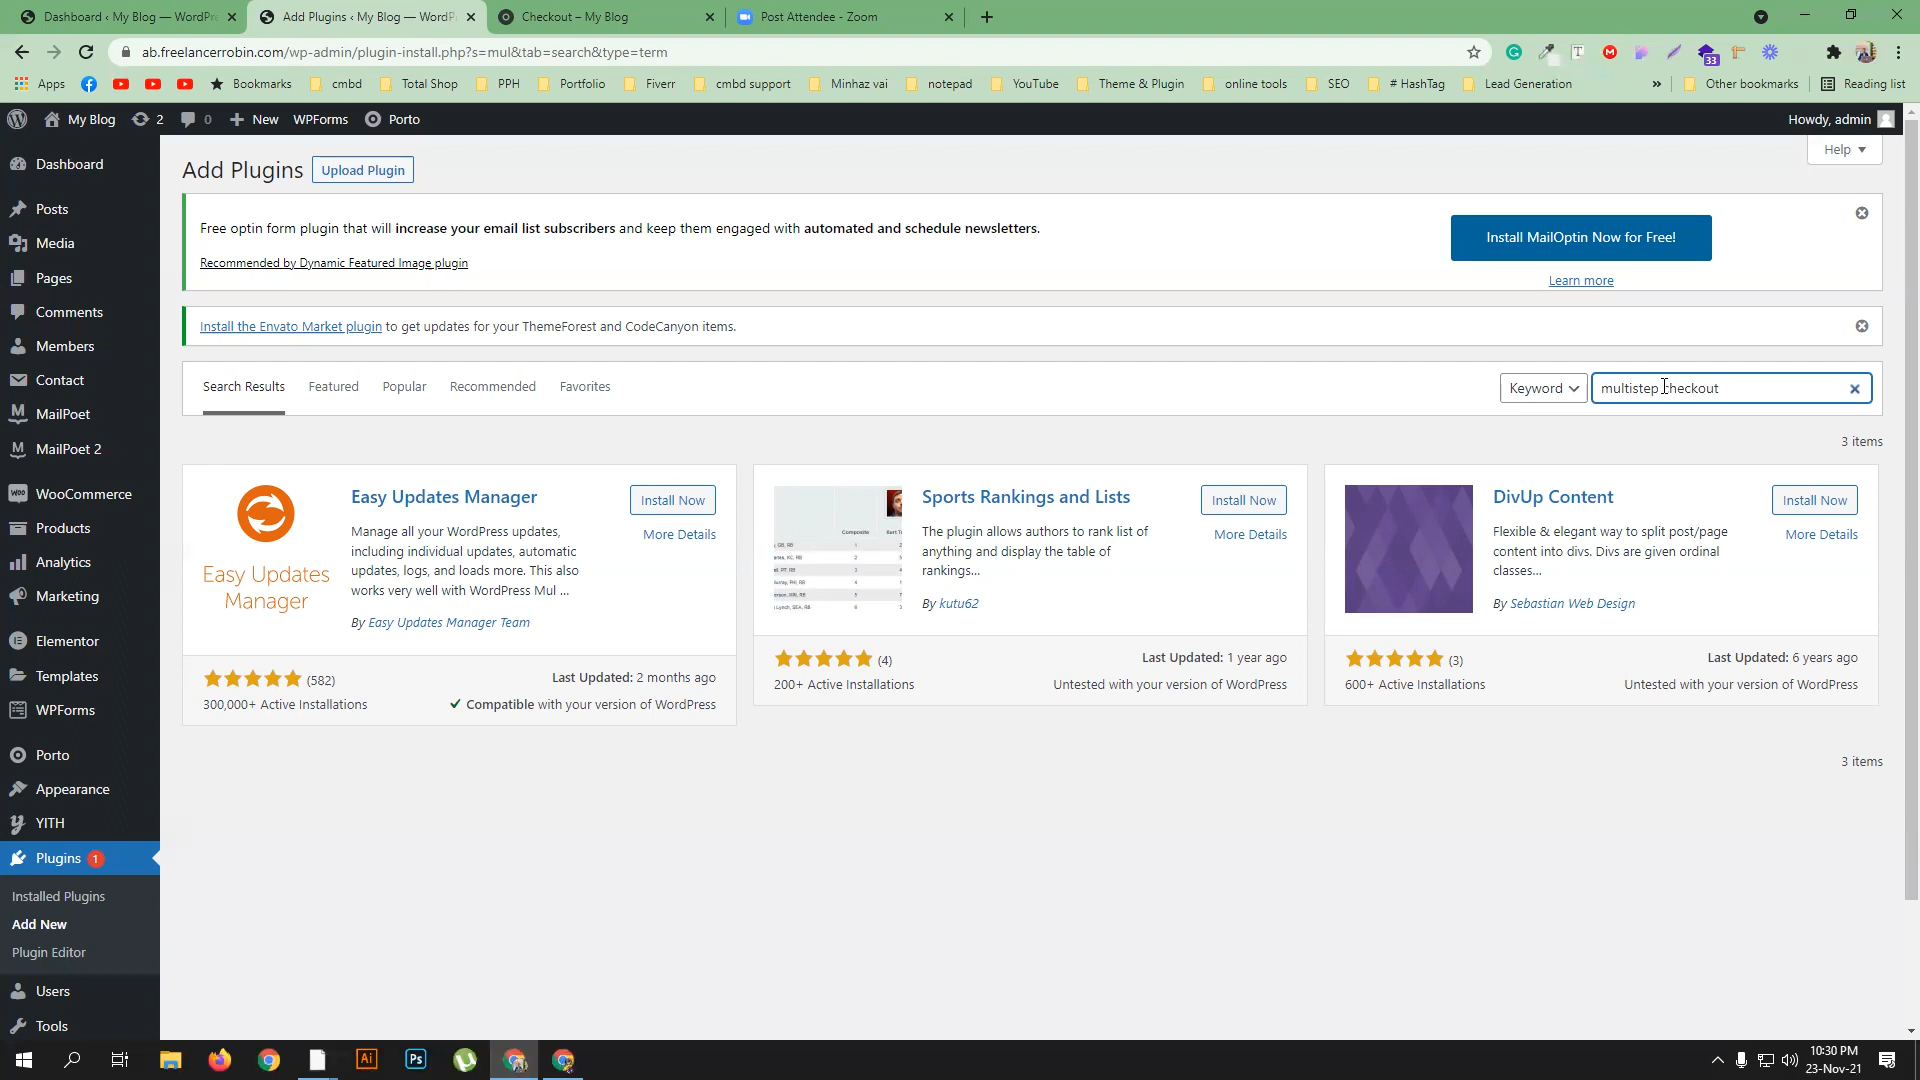 Dashboard ‹ My Blog — WordPre
Add Plugins ‹ My Blog — WordP
Checkout – My Blog
Post Attendee - Zoom
ab.freelancerrobin.com/wp-admin/plugin-install.php?s=mul&tab=search&type=term
33
Apps
Bookmarks
cmbd
Total Shop
PPH
Portfolio
Fiverr
cmbd support
Minhaz vai
notepad
YouTube
Theme & Plugin
online tools
SEO
# HashTag
Lead Generation
»
Other bookmarks
Reading list
My Blog
2
0
New
WPForms
Porto
Howdy, admin
Dashboard
Posts
Media
Pages
Comments
Members
Contact
MailPoet
MailPoet 2
WooCommerce
Products
Analytics
Marketing
Elementor
Templates
WPForms
Porto
Appearance
YITH
Plugins 1
Installed Plugins
Add New
Plugin Editor
Users
Tools
Add Plugins
Upload Plugin
Help
Free optin form plugin that will increase your email list subscribers and keep them engaged with automated and schedule newsletters.
Recommended by Dynamic Featured Image plugin
Install MailOptin Now for Free!
Learn more
Install the Envato Market plugin to get updates for your ThemeForest and CodeCanyon items.
Search Results
Featured
Popular
Recommended
Favorites
Keyword
multistep checkout
3 items
Easy Updates Manager
Easy Updates Manager
Install Now
More Details
Manage all your WordPress updates,
including individual updates, automatic
updates, logs, and loads more. This also
works very well with WordPress Mul ...
By Easy Updates Manager Team
(582)
300,000+ Active Installations
Last Updated: 2 months ago
Compatible with your version of WordPress
Sports Rankings and Lists
Install Now
More Details
The plugin allows authors to rank list of
anything and display the table of
rankings...
By kutu62
(4)
200+ Active Installations
Last Updated: 1 year ago
Untested with your version of WordPress
DivUp Content
Install Now
More Details
Flexible & elegant way to split post/page
content into divs. Divs are given ordinal
classes...
By Sebastian Web Design
(3)
600+ Active Installations
Last Updated: 6 years ago
Untested with your version of WordPress
3 items
Ai
Ps
10:30 PM
23-Nov-21